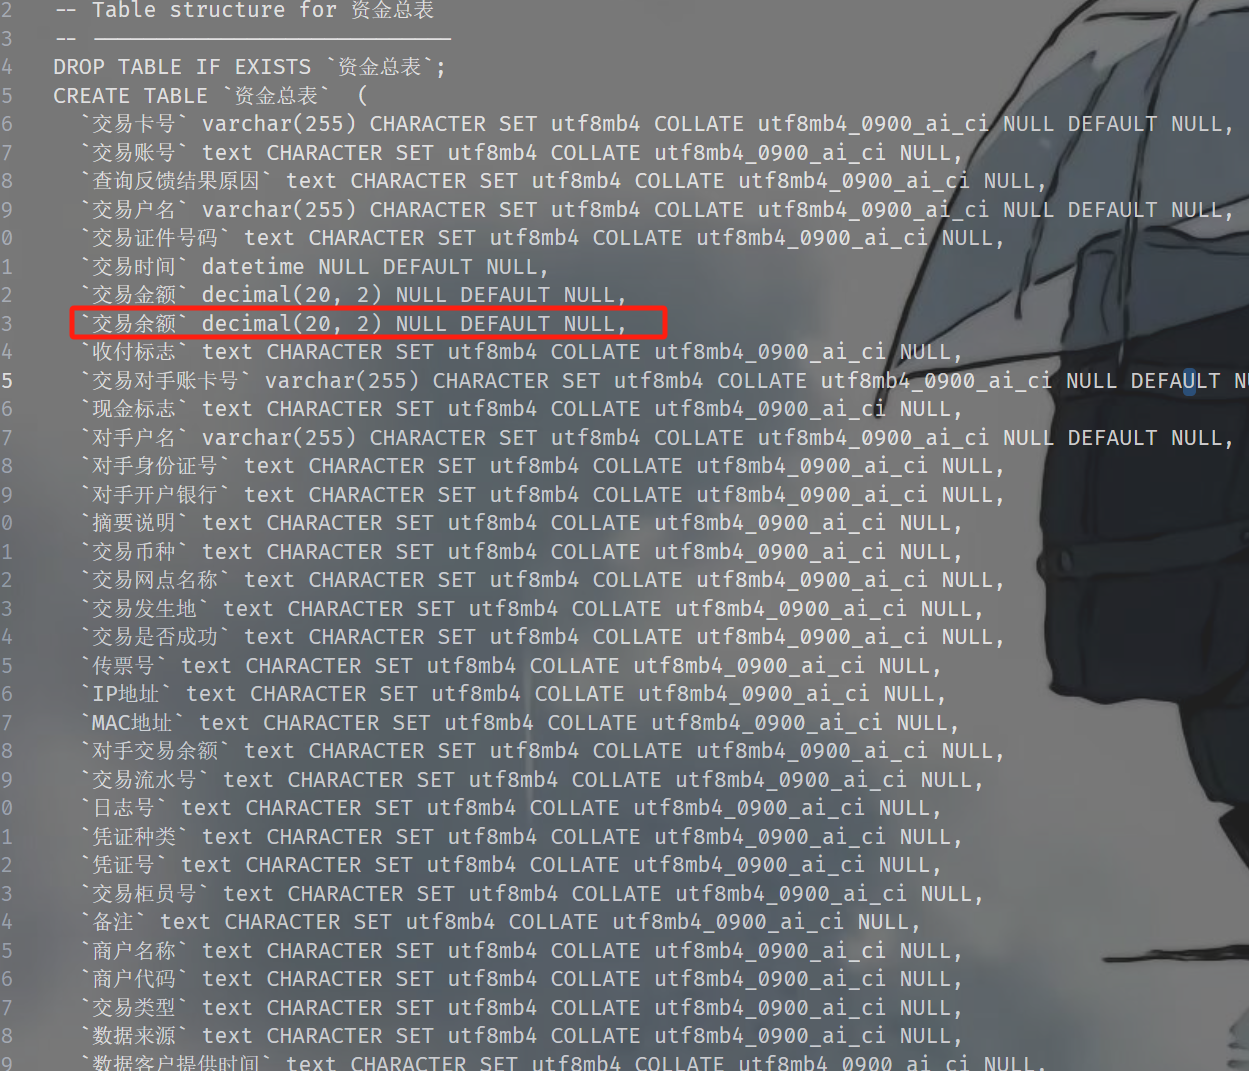 2 -- Table structure for 资金总表
3 -- ----------------------------
4 DROP TABLE IF EXISTS `资金总表`;
5 CREATE TABLE `资金总表`  (
6 `交易卡号` varchar(255) CHARACTER SET utf8mb4 COLLATE utf8mb4_0900_ai_ci NULL DEFAULT NULL,
7 `交易账号` text CHARACTER SET utf8mb4 COLLATE utf8mb4_0900_ai_ci NULL,
8 `查询反馈结果原因` text CHARACTER SET utf8mb4 COLLATE utf8mb4_0900_ai_ci NULL,
9 `交易户名` varchar(255) CHARACTER SET utf8mb4 COLLATE utf8mb4_0900_ai_ci NULL DEFAULT NULL,
0 `交易证件号码` text CHARACTER SET utf8mb4 COLLATE utf8mb4_0900_ai_ci NULL,
1 `交易时间` datetime NULL DEFAULT NULL,
2 `交易金额` decimal(20, 2) NULL DEFAULT NULL,
3 `交易余额` decimal(20, 2) NULL DEFAULT NULL,
4 `收付标志` text CHARACTER SET utf8mb4 COLLATE utf8mb4_0900_ai_ci NULL,
5 `交易对手账卡号` varchar(255) CHARACTER SET utf8mb4 COLLATE utf8mb4_0900_ai_ci NULL DEFAULT NU
6 `现金标志` text CHARACTER SET utf8mb4 COLLATE utf8mb4_0900_ai_ci NULL,
7 `对手户名` varchar(255) CHARACTER SET utf8mb4 COLLATE utf8mb4_0900_ai_ci NULL DEFAULT NULL,
8 `对手身份证号` text CHARACTER SET utf8mb4 COLLATE utf8mb4_0900_ai_ci NULL,
9 `对手开户银行` text CHARACTER SET utf8mb4 COLLATE utf8mb4_0900_ai_ci NULL,
0 `摘要说明` text CHARACTER SET utf8mb4 COLLATE utf8mb4_0900_ai_ci NULL,
1 `交易币种` text CHARACTER SET utf8mb4 COLLATE utf8mb4_0900_ai_ci NULL,
2 `交易网点名称` text CHARACTER SET utf8mb4 COLLATE utf8mb4_0900_ai_ci NULL,
3 `交易发生地` text CHARACTER SET utf8mb4 COLLATE utf8mb4_0900_ai_ci NULL,
4 `交易是否成功` text CHARACTER SET utf8mb4 COLLATE utf8mb4_0900_ai_ci NULL,
5 `传票号` text CHARACTER SET utf8mb4 COLLATE utf8mb4_0900_ai_ci NULL,
6 `IP地址` text CHARACTER SET utf8mb4 COLLATE utf8mb4_0900_ai_ci NULL,
7 `MAC地址` text CHARACTER SET utf8mb4 COLLATE utf8mb4_0900_ai_ci NULL,
8 `对手交易余额` text CHARACTER SET utf8mb4 COLLATE utf8mb4_0900_ai_ci NULL,
9 `交易流水号` text CHARACTER SET utf8mb4 COLLATE utf8mb4_0900_ai_ci NULL,
0 `日志号` text CHARACTER SET utf8mb4 COLLATE utf8mb4_0900_ai_ci NULL,
1 `凭证种类` text CHARACTER SET utf8mb4 COLLATE utf8mb4_0900_ai_ci NULL,
2 `凭证号` text CHARACTER SET utf8mb4 COLLATE utf8mb4_0900_ai_ci NULL,
3 `交易柜员号` text CHARACTER SET utf8mb4 COLLATE utf8mb4_0900_ai_ci NULL,
4 `备注` text CHARACTER SET utf8mb4 COLLATE utf8mb4_0900_ai_ci NULL,
5 `商户名称` text CHARACTER SET utf8mb4 COLLATE utf8mb4_0900_ai_ci NULL,
6 `商户代码` text CHARACTER SET utf8mb4 COLLATE utf8mb4_0900_ai_ci NULL,
7 `交易类型` text CHARACTER SET utf8mb4 COLLATE utf8mb4_0900_ai_ci NULL,
8 `数据来源` text CHARACTER SET utf8mb4 COLLATE utf8mb4_0900_ai_ci NULL,
9 `数据客户提供时间` text CHARACTER SET utf8mb4 COLLATE utf8mb4_0900_ai_ci NULL,